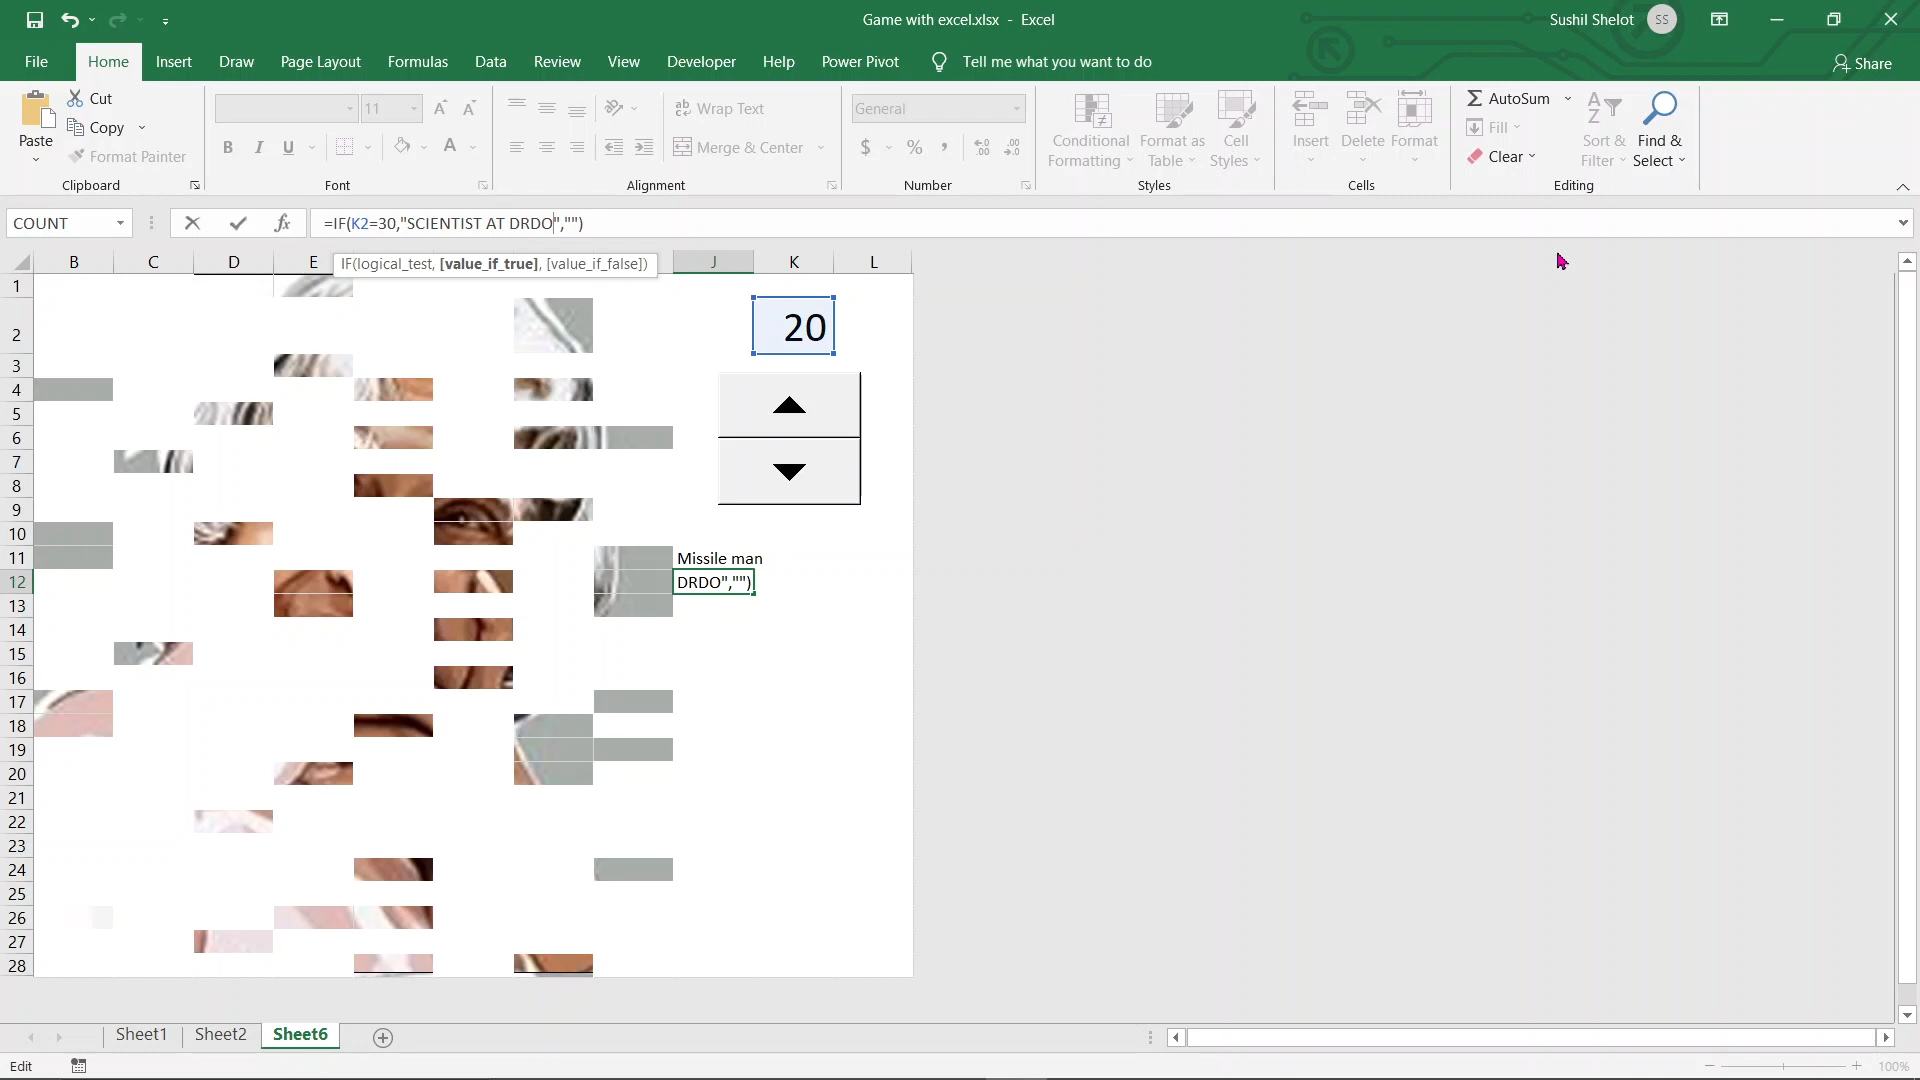 Game with excel.xlsx - Excel
Sushil Shelot SS
File Home Insert Draw Page Layout Formulas Data Review View Developer Help Power Pivot Tell me what you want to do Share
Paste Cut Copy Format Painter Clipboard
11 B I U A Font
Wrap Text Merge & Center Alignment
General $ % , Number
Conditional Formatting Format as Table Cell Styles Styles
Insert Delete Format Cells
AutoSum Fill Clear Sort & Filter Find & Select Editing
COUNT fx =IF(K2=30,"SCIENTIST AT DRDO","")
IF(logical_test, [value_if_true], [value_if_false])
B C D E J K L
1
2 20
3
4
5
6
7
8
9
10
11 Missile man
12 DRDO","")
13
14
15
16
17
18
19
20
21
22
23
24
25
26
27
28
Sheet1 Sheet2 Sheet6
Edit 100%